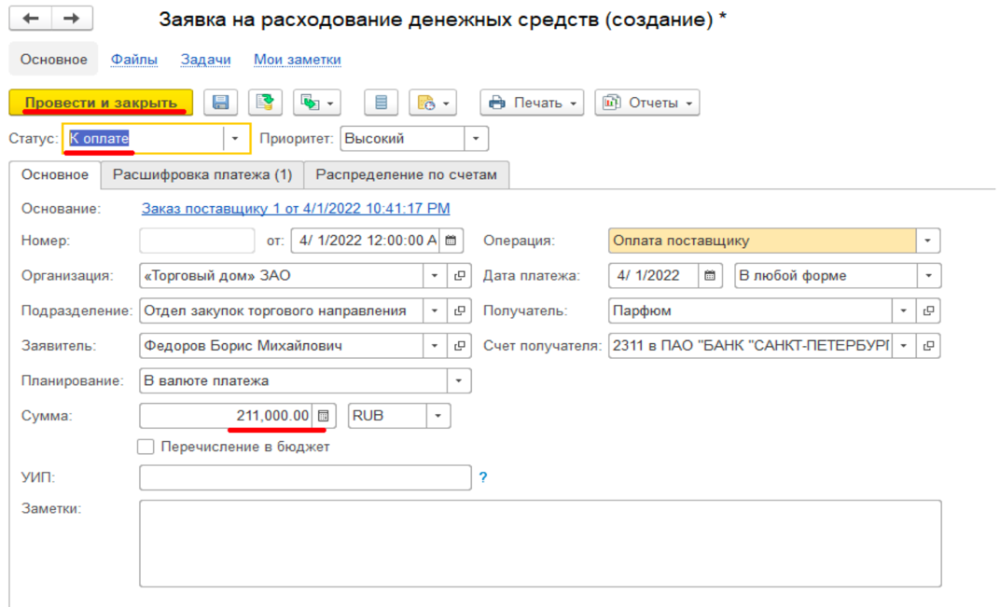 Заявка на расходование денежных средств (создание) *
Основное Файлы Задачи Мои заметки
Провести и закрыть Печать Отчеты
Статус: К оплате Приоритет: Высокий
Основное Расшифровка платежа (1) Распределение по счетам
Основание: Заказ поставщику 1 от 4/1/2022 10:41:17 PM
Номер: от: 4/ 1/2022 12:00:00 A Операция: Оплата поставщику
Организация: «Торговый дом» ЗАО Дата платежа: 4/ 1/2022 В любой форме
Подразделение: Отдел закупок торгового направления Получатель: Парфюм
Заявитель: Федоров Борис Михайлович Счет получателя: 2311 в ПАО "БАНК "САНКТ-ПЕТЕРБУРГ
Планирование: В валюте платежа
Сумма: 211,000.00 RUB
Перечисление в бюджет
УИП: ?
Заметки: